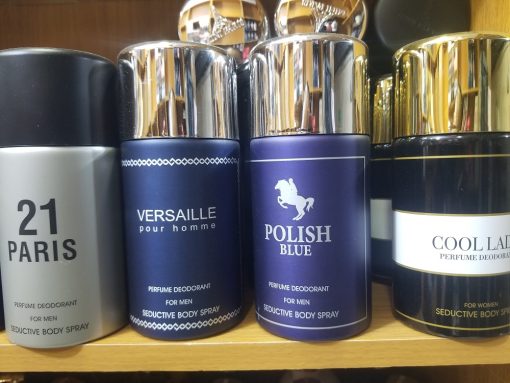 21
PARIS
PERFUME DEODORANT
FOR MEN
SEDUCTIVE BODY SPRAY
VERSAILLE
pour homme
PERFUME DEODORANT
FOR MEN
SEDUCTIVE BODY SPRAY
POLISH
BLUE
PERFUME DEODORANT
FOR MEN
SEDUCTIVE BODY SPRAY
COOL LAD
PERFUME DEODORA
FOR WOMEN
SEDUCTIVE BODY SP